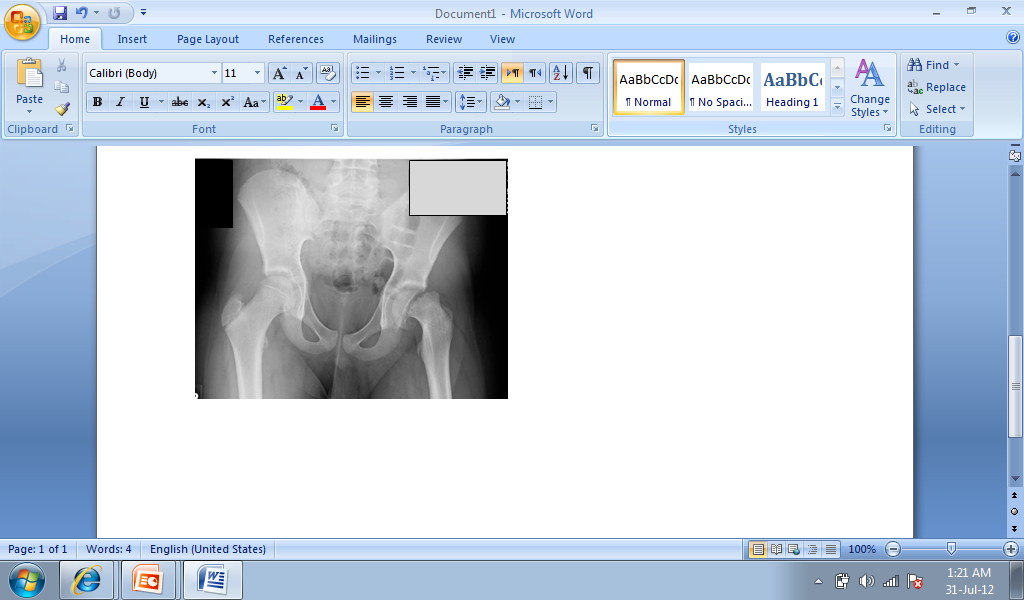 Document1 - Microsoft Word
Home Insert Page Layout References Mailings Review View
Paste
Clipboard
Calibri (Body) 11
B I U abc x₂ x² Aa
Font
Paragraph
AaBbCcDc AaBbCcDc AaBbCc
¶ Normal ¶ No Spaci... Heading 1
Change
Styles
Styles
Find
Replace
Select
Editing
Page: 1 of 1 Words: 4 English (United States) 100%
1:21 AM
31-Jul-12